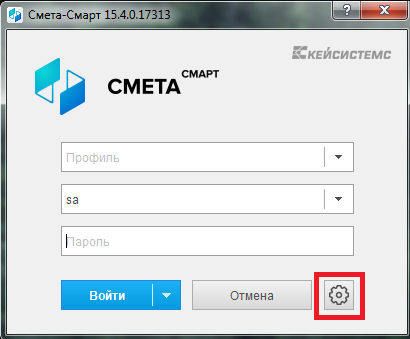 Смета-Смарт 15.4.0.17313
КЕЙСИСТЕМС
СМЕТА СМАРТ
Профиль
sa
Пароль
Войти
Отмена